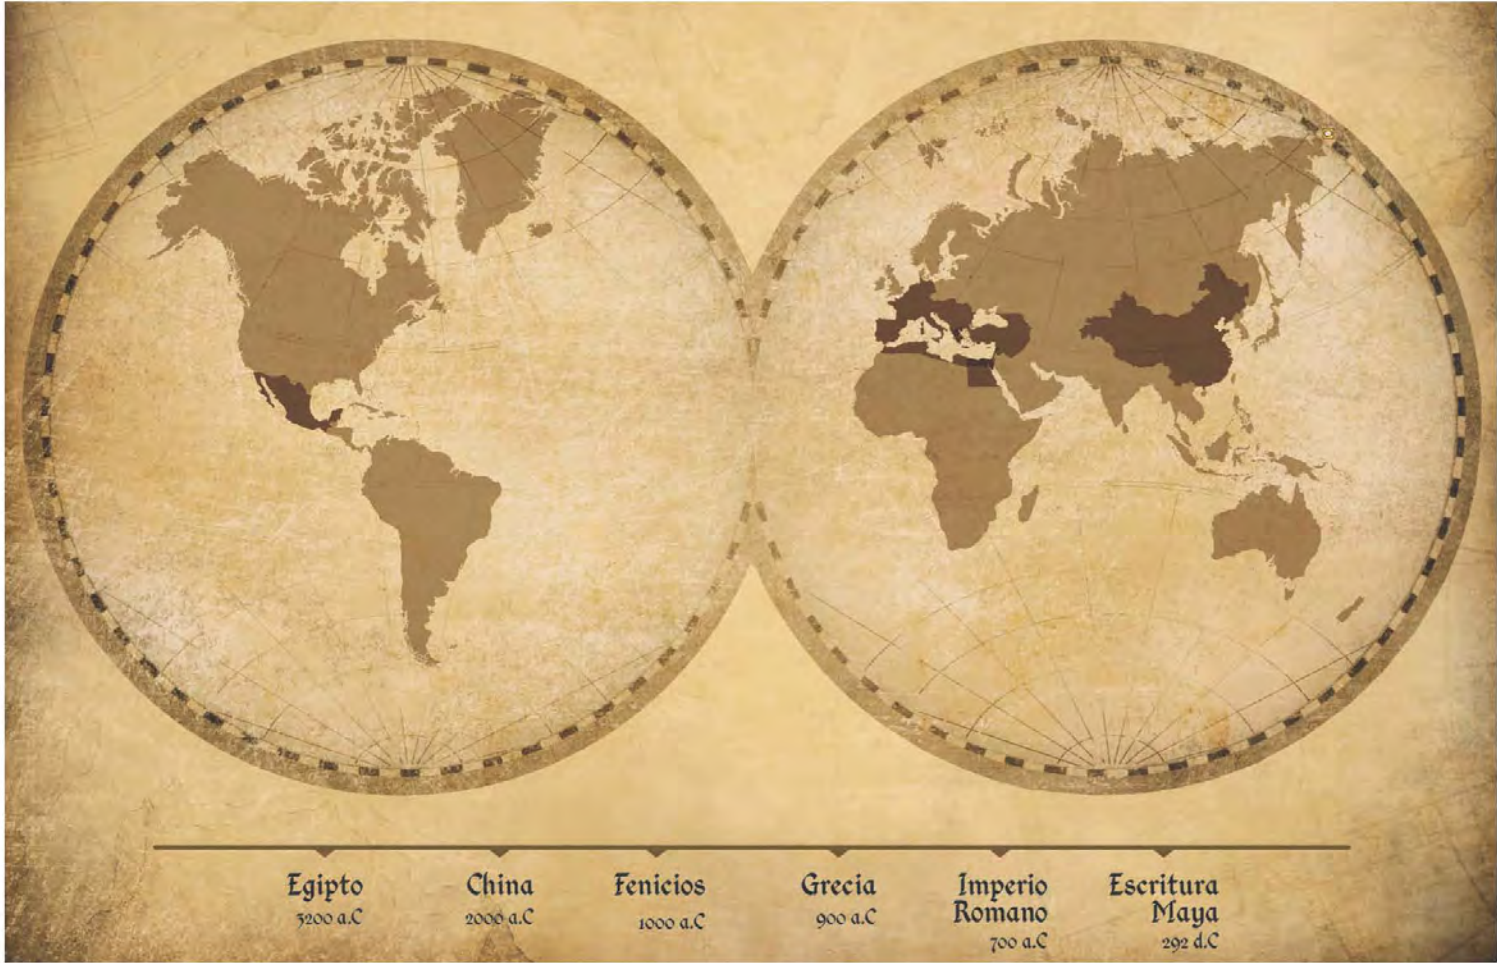 Egipto
3200 a.C
China
2000 a.C
Fenicios
1000 a.C
Grecia
900 a.C
Imperio
Romano
700 a.C
Escritura
Maya
292 d.C